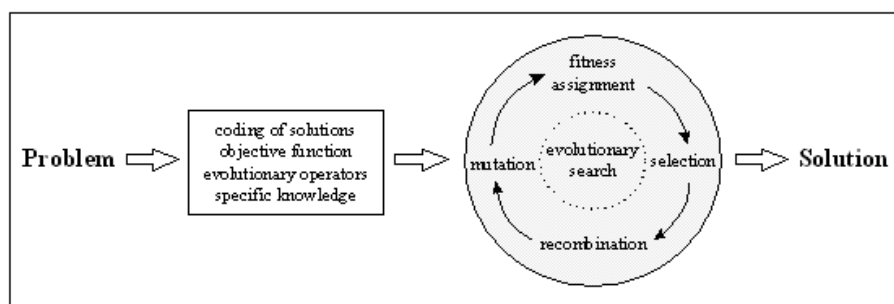 Problem
coding of solutions
objective function
evolutionary operators
specific knowledge
fitness
assignment
mutation
evolutionary
search
selection
recombination
Solution